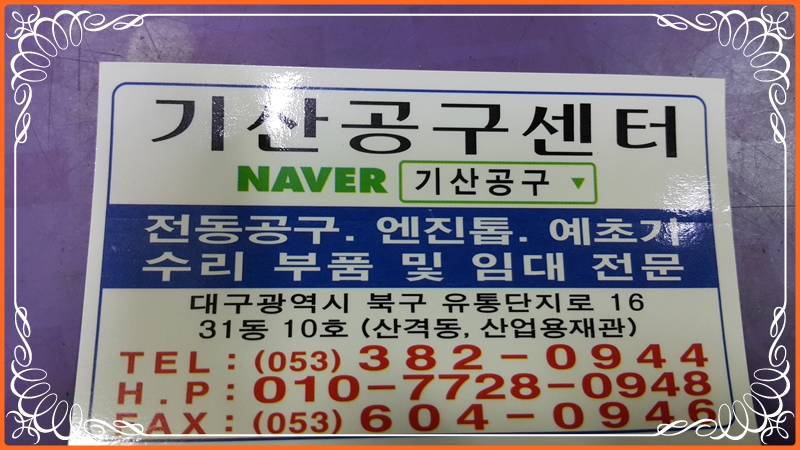 기산공구센터
NAVER 기산공구 ▼
전동공구. 엔진톱. 예초기
수리 부품 및 임대 전문
대구광역시 북구 유통단지로 16
31동 10호 (산격동, 산업용재관)
TEL : (053) 382-0944
H.P : 010-7728-0948
FAX : (053) 604-0946